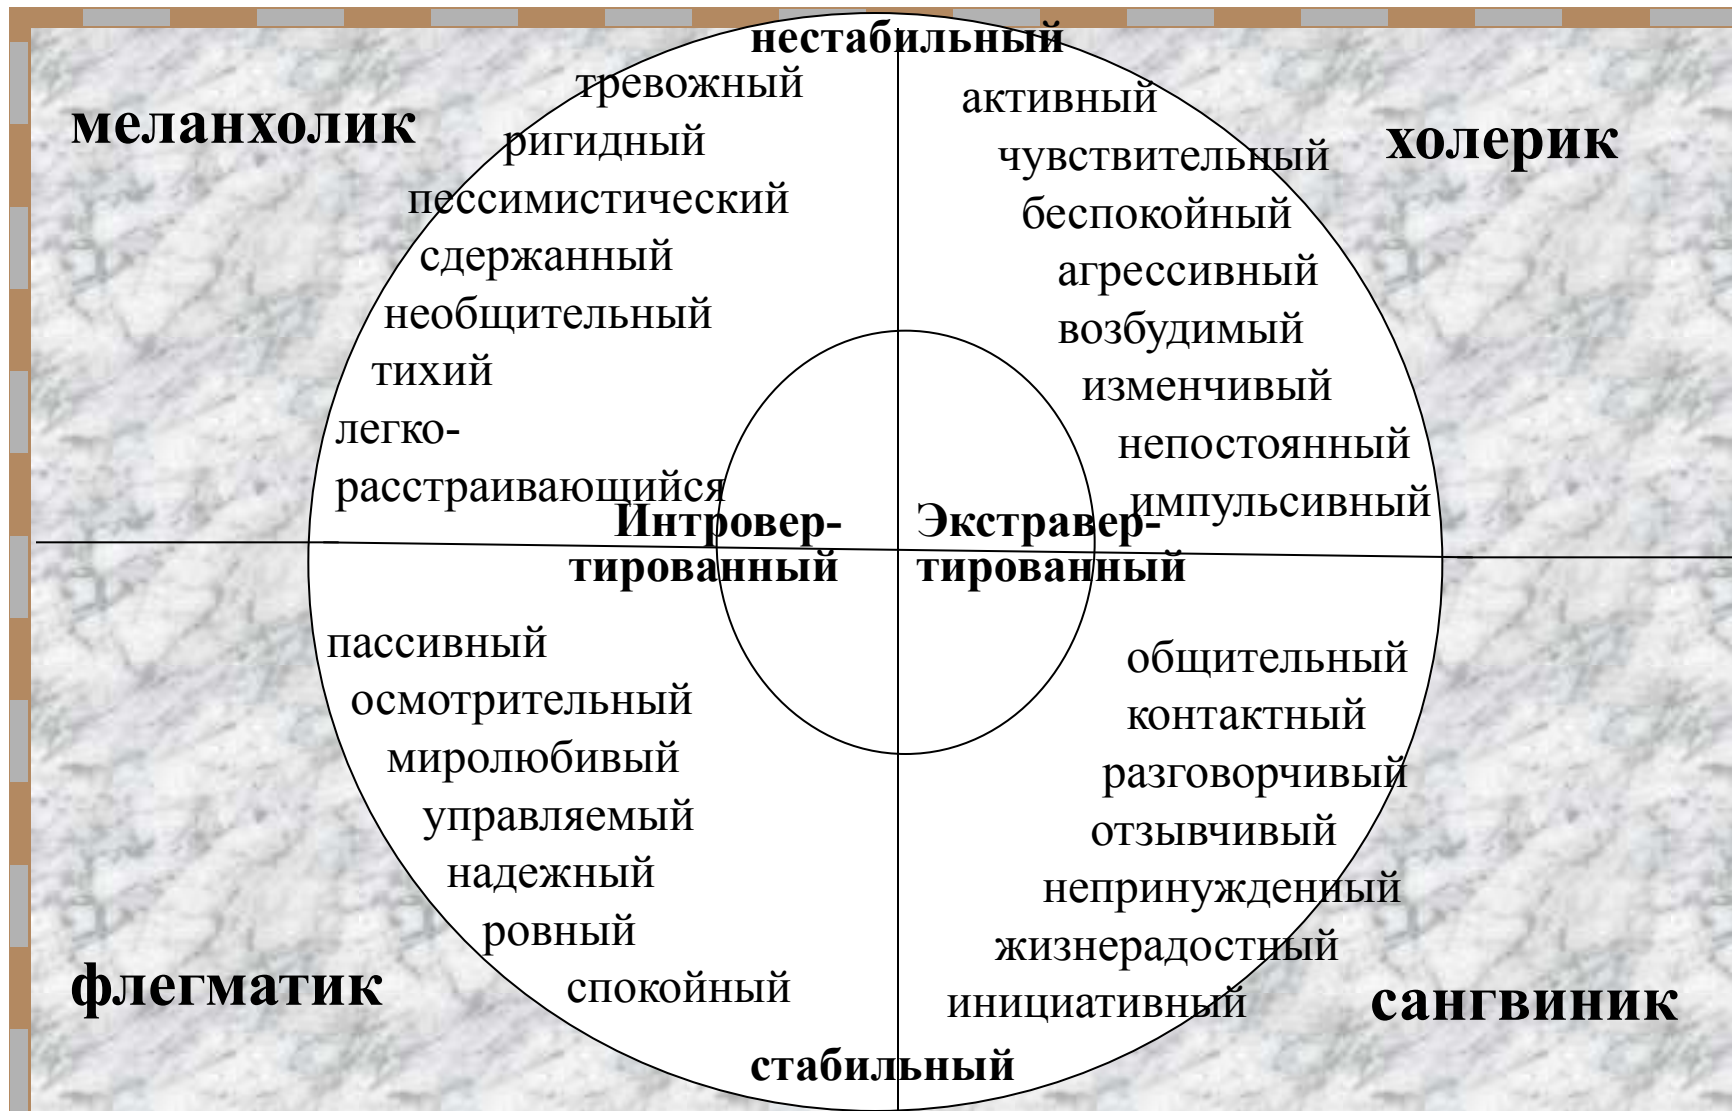 нестабильный
меланхолик
тревожный
ригидный
пессимистический
сдержанный
необщительный
тихий
легко-
расстраивающийся
холерик
активный
чувствительный
беспокойный
агрессивный
возбудимый
изменчивый
непостоянный
импульсивный
Интровер-
тированный
Экстравер-
тированный
пассивный
осмотрительный
миролюбивый
управляемый
надежный
ровный
спокойный
флегматик
общительный
контактный
разговорчивый
отзывчивый
непринужденный
жизнерадостный
инициативный
сангвиник
стабильный